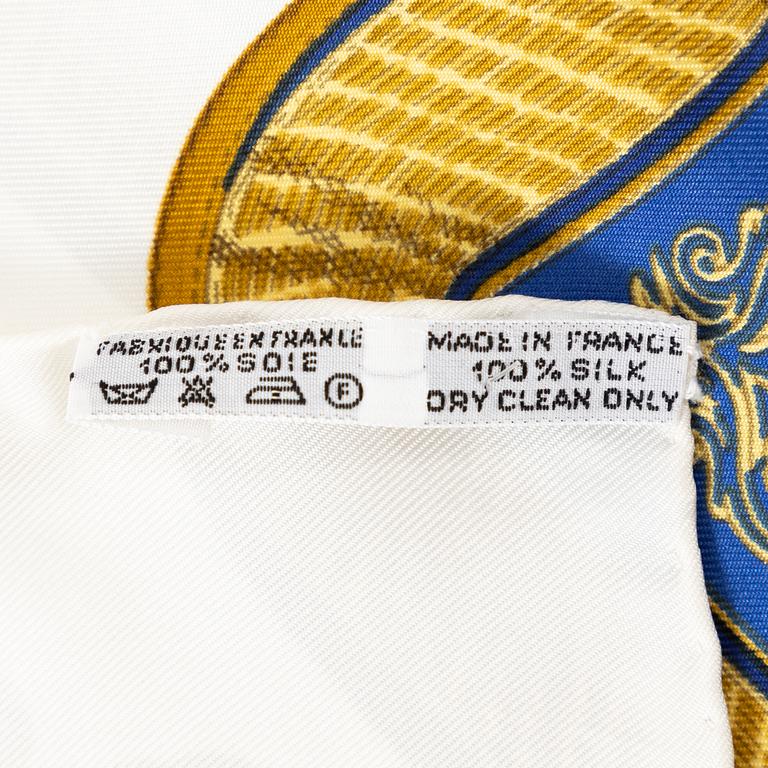 FABRIQUE EN FRANCE
100% SOIE
F
MADE IN FRANCE
100% SILK
DRY CLEAN ONLY